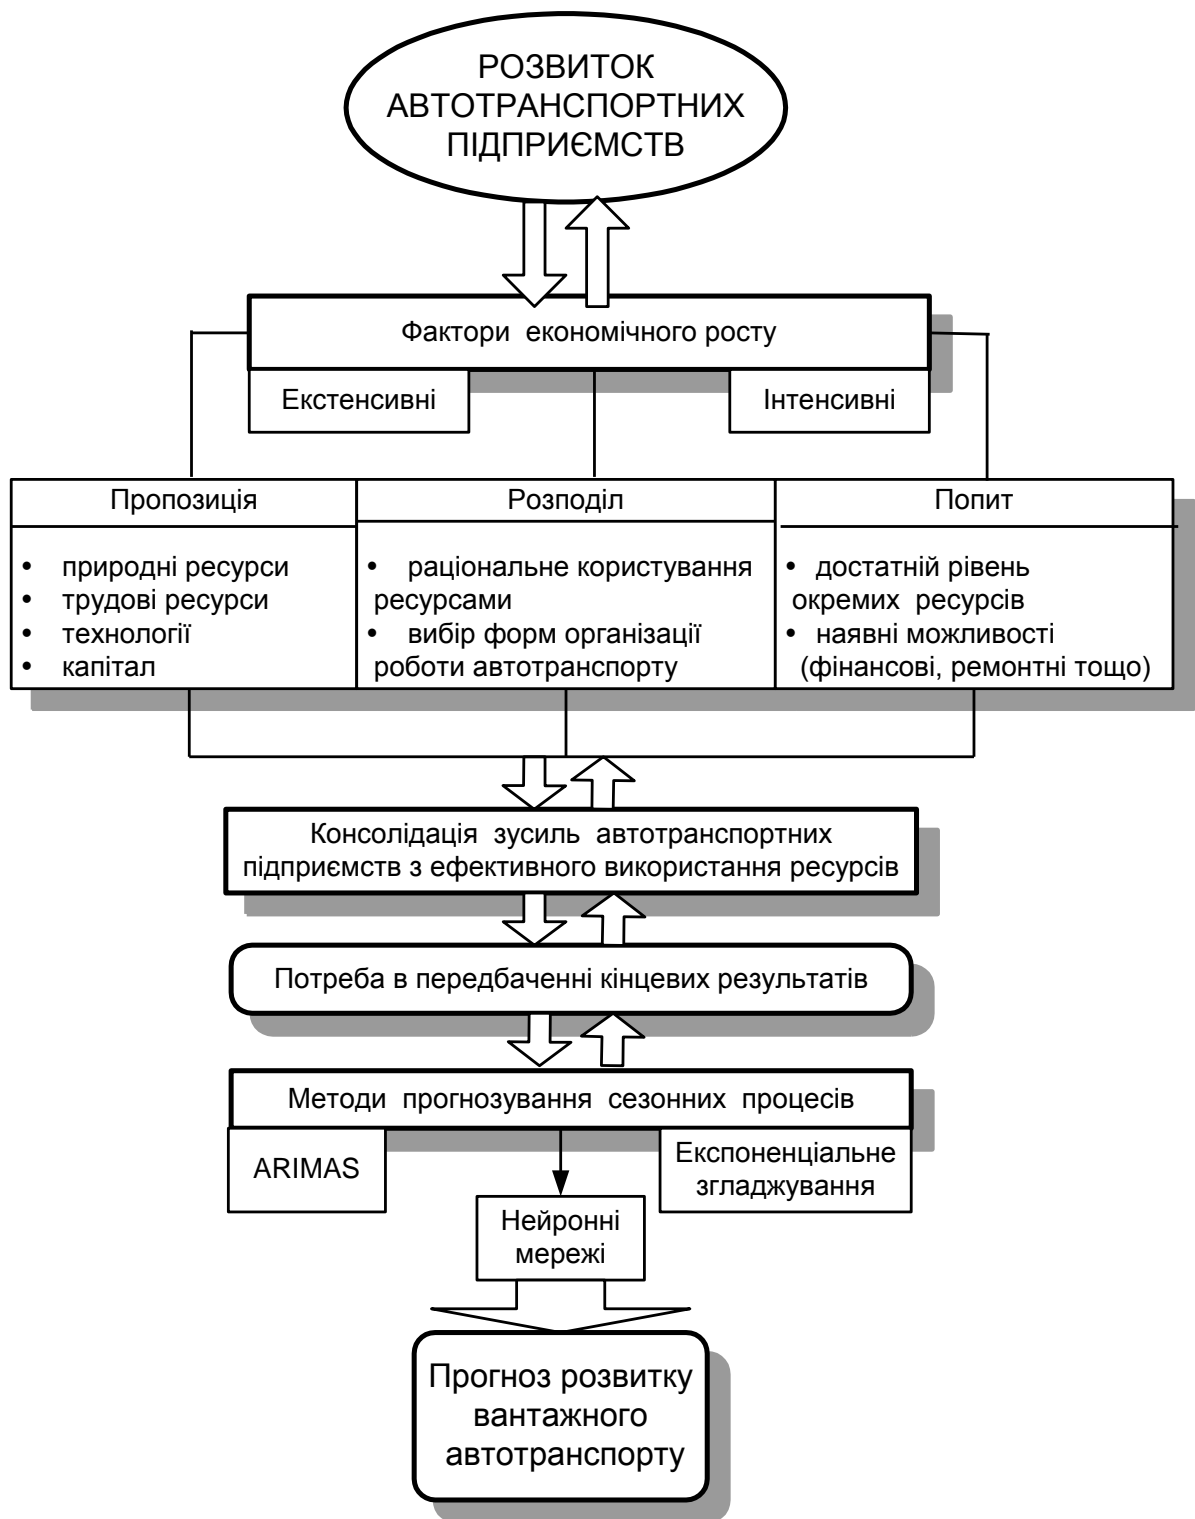 РОЗВИТОК
АВТОТРАНСПОРТНИХ
ПІДПРИЄМСТВ
Фактори економічного росту
Екстенсивні
Інтенсивні
Пропозиція
• природні ресурси
• трудові ресурси
• технології
• капітал
Розподіл
• раціональне користування
ресурсами
• вибір форм організації
роботи автотранспорту
Попит
• достатній рівень
окремих ресурсів
• наявні можливості
(фінансові, ремонтні тощо)
Консолідація зусиль автотранспортних
підприємств з ефективного використання ресурсів
Потреба в передбаченні кінцевих результатів
Методи прогнозування сезонних процесів
ARIMAS
Експоненціальне
згладжування
Нейронні
мережі
Прогноз розвитку
вантажного
автотранспорту